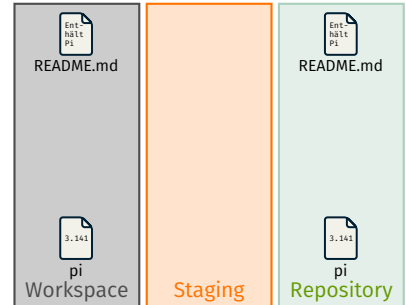 Ent-
hält
Pi
README.md
Ent-
hält
Pi
README.md
3.141
pi
3.141
pi
Workspace
Staging
Repository